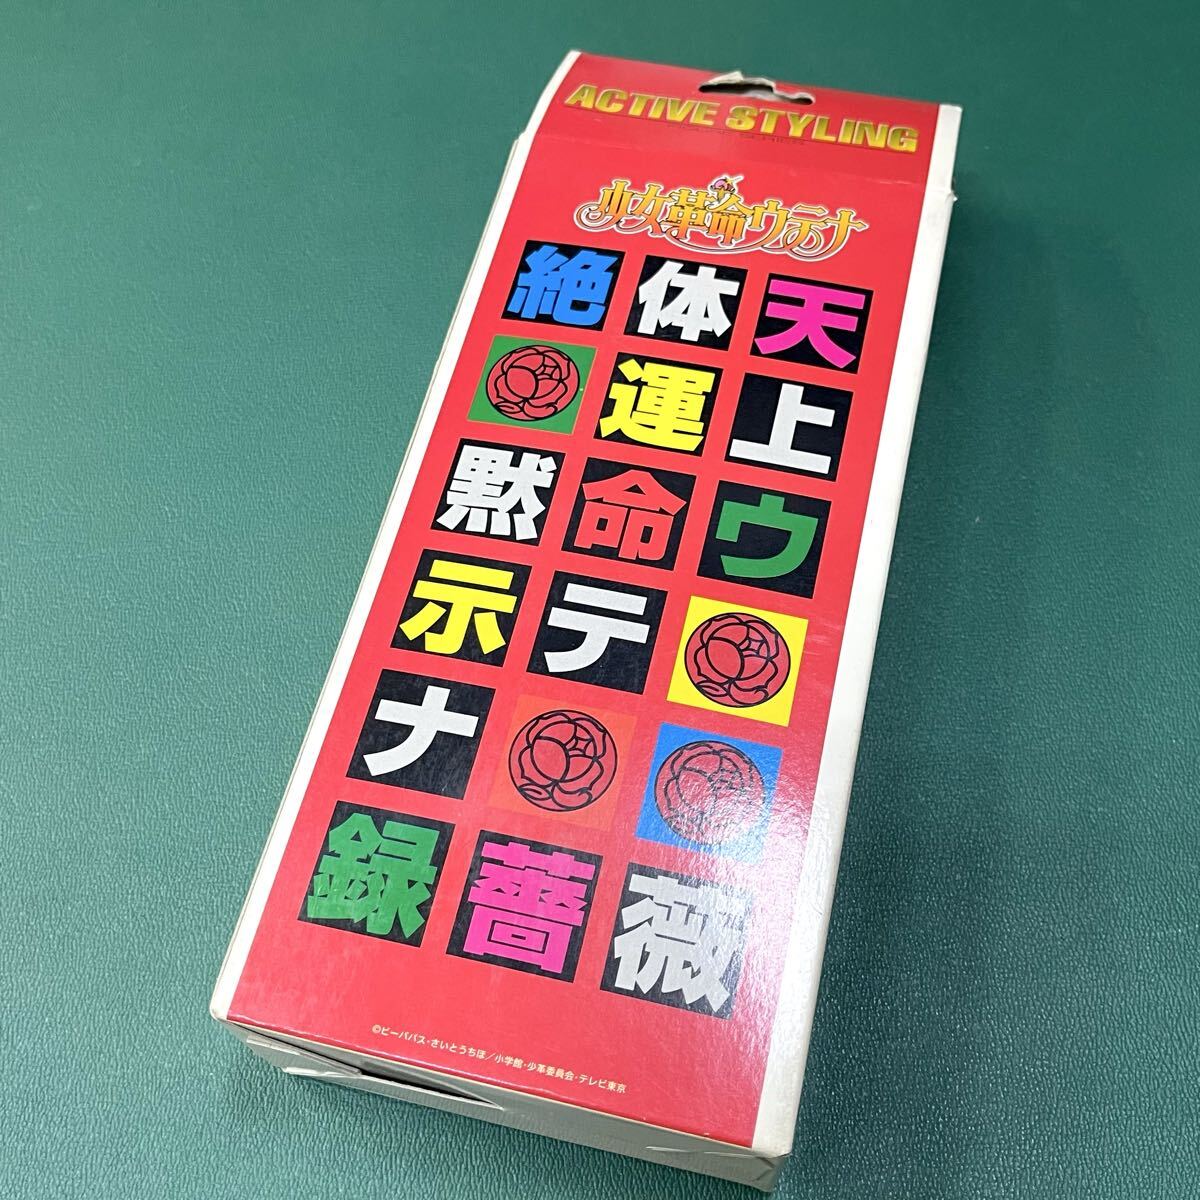 ACTIVE STYLING
少女革命ウテナ
絶体天
運上
黙命ウ
示テ
ナ
録薔薇
©ビーパパス・さいとうちほ/小学館・少革委員会・テレビ東京